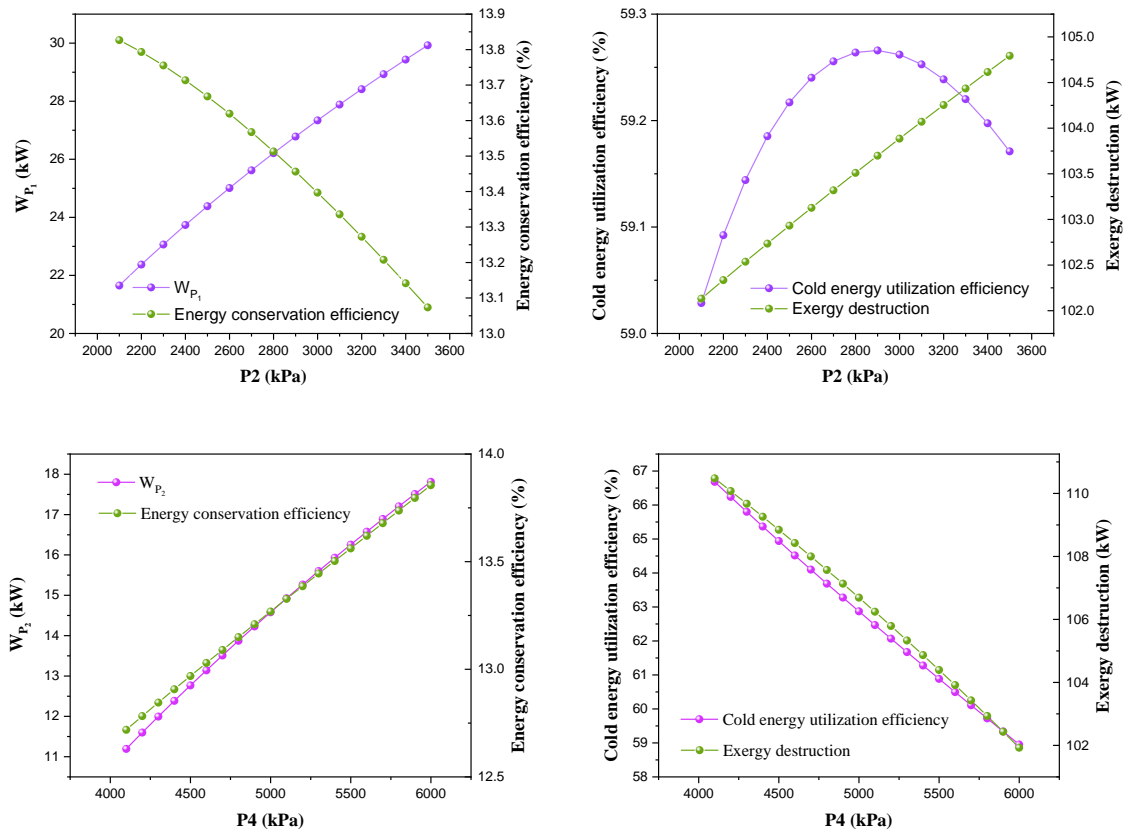 30
28
26
24
22
20
W_P1 (kW)
13.9
13.8
13.7
13.6
13.5
13.4
13.3
13.2
13.1
13.0
Energy conservation efficiency (%)
W_P1
Energy conservation efficiency
2000 2200 2400 2600 2800 3000 3200 3400 3600
P2 (kPa)
59.3
59.2
59.1
59.0
Cold energy utilization efficiency (%)
105.0
104.5
104.0
103.5
103.0
102.5
102.0
Exergy destruction (kW)
Cold energy utilization efficiency
Exergy destruction
2000 2200 2400 2600 2800 3000 3200 3400 3600
P2 (kPa)
18
17
16
15
14
13
12
11
W_P2 (kW)
14.0
13.5
13.0
12.5
Energy conservation efficiency (%)
W_P2
Energy conservation efficiency
4000 4500 5000 5500 6000
P4 (kPa)
67
66
65
64
63
62
61
60
59
58
Cold energy utilization efficiency (%)
110
108
106
104
102
Exergy destruction (kW)
Cold energy utilization efficiency
Exergy destruction
4000 4500 5000 5500 6000
P4 (kPa)